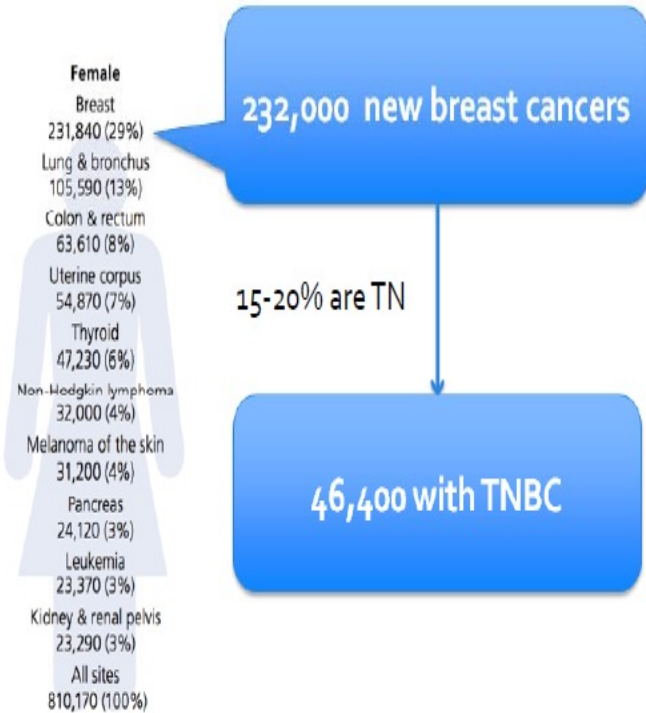 Female
Breast
231,840 (29%)
Lung & bronchus
105,590 (13%)
Colon & rectum
63,610 (8%)
Uterine corpus
54,870 (7%)
Thyroid
47,230 (6%)
Non-Hodgkin lymphoma
32,000 (4%)
Melanoma of the skin
31,200 (4%)
Pancreas
24,120 (3%)
Leukemia
23,370 (3%)
Kidney & renal pelvis
23,290 (3%)
All sites
810,170 (100%)
232,000 new breast cancers
15-20% are TN
46,400 with TNBC